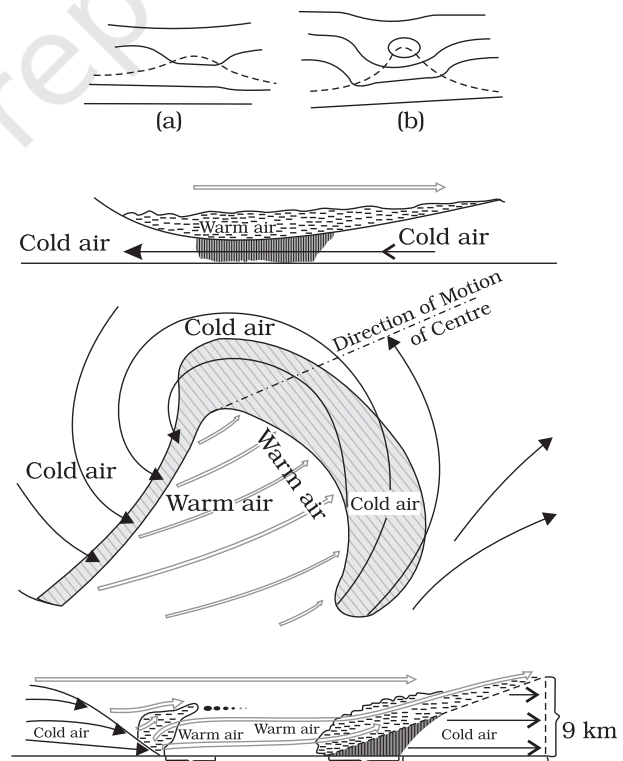 rep
(a)
(b)
Warm air
Cold air
Cold air
Direction of Motion
of Centre
Cold air
Cold air
Warm air
Warm air
Cold air
Cold air
Warm air
Warm air
Cold air
9 km